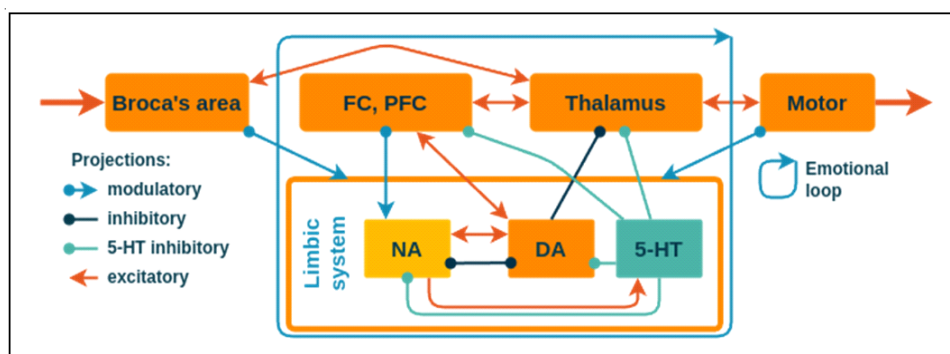 Broca's area
FC, PFC
Thalamus
Motor
Projections:
modulatory
inhibitory
5-HT inhibitory
excitatory
Emotional
loop
Limbic
system
NA
DA
5-HT